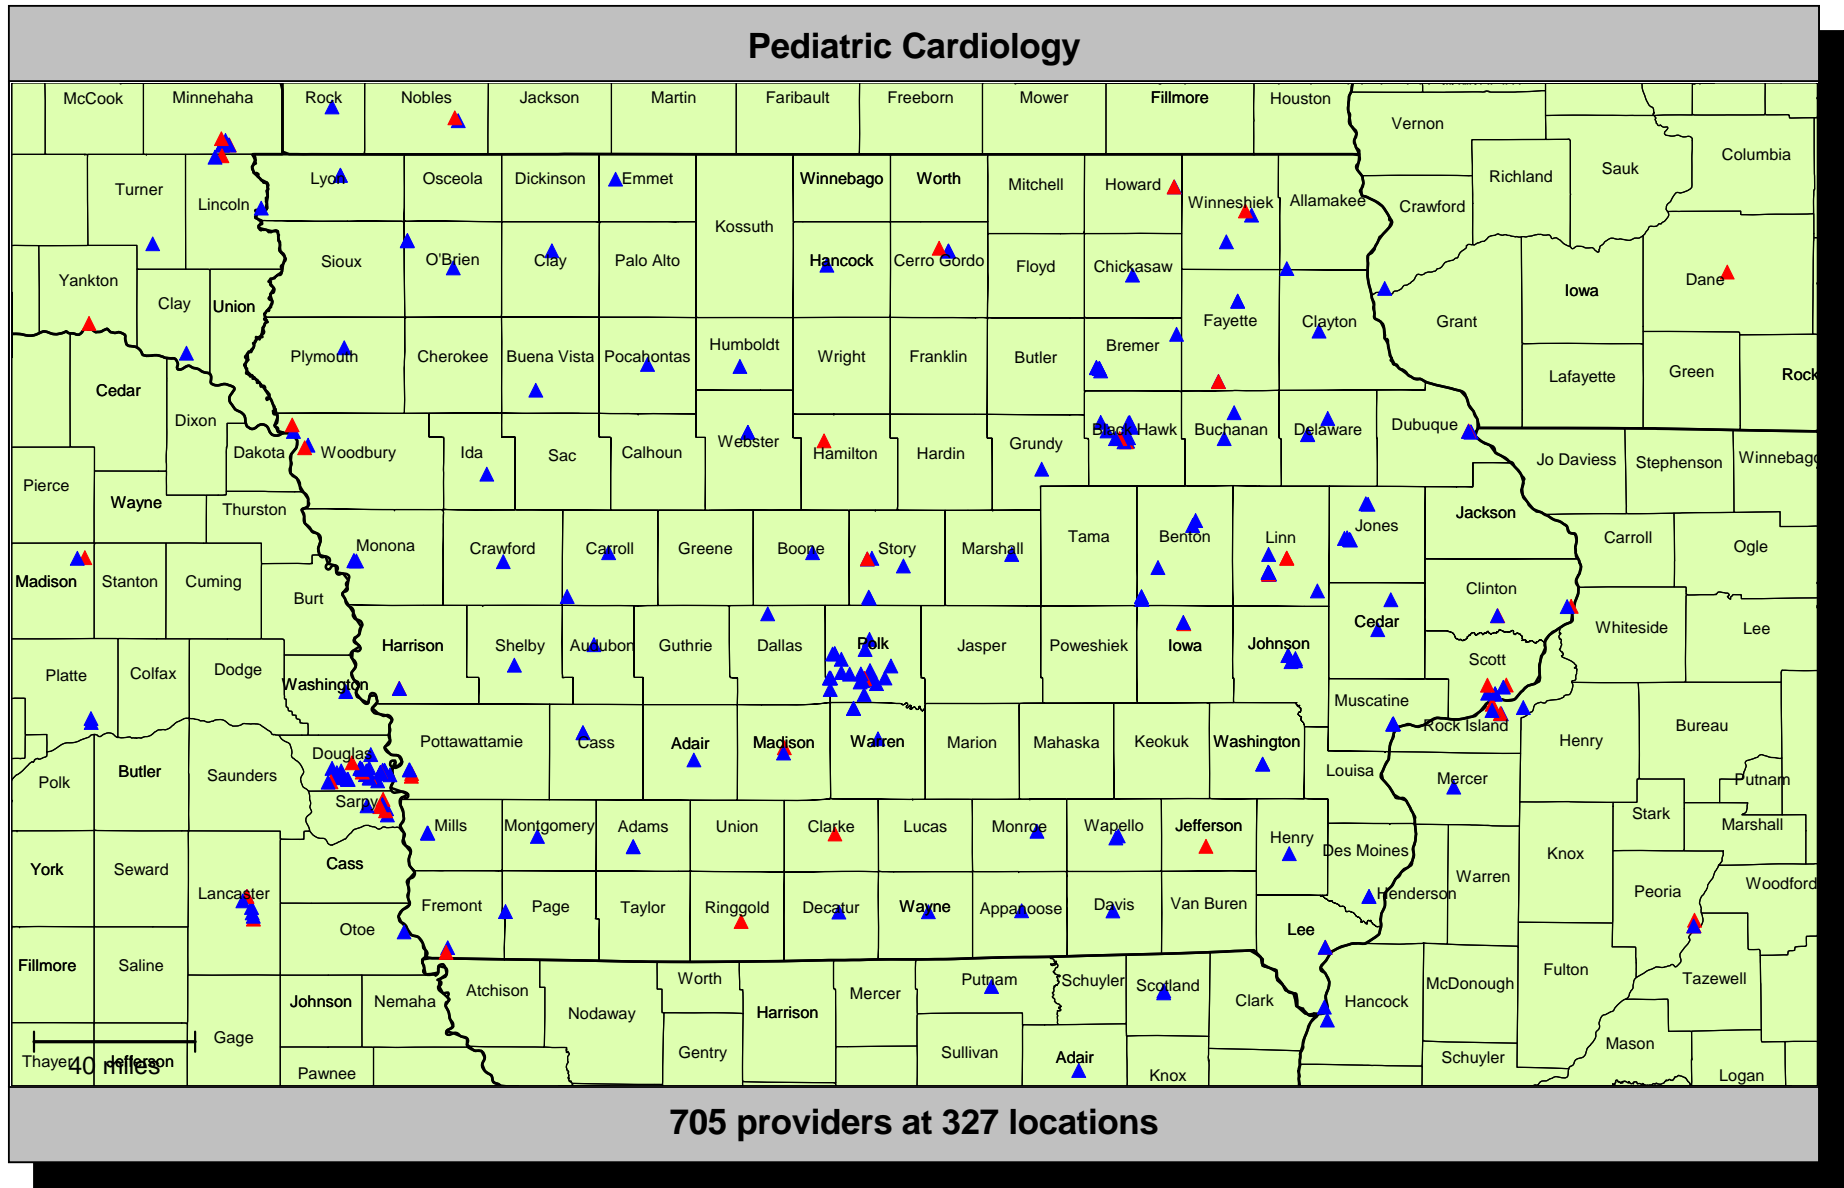 Pediatric Cardiology
McCook Minnehaha Rock Nobles Jackson Martin Faribault Freeborn Mower Fillmore Houston
Vernon
Columbia
Sauk
Richland
Turner Lyon Osceola Dickinson Emmet Winnebago Worth Mitchell Howard
Lincoln Winneshiek Allamakee Crawford
Kossuth
Yankton Sioux O'Brien Clay Palo Alto Hancock Cerro Gordo Floyd Chickasaw Dane
Clay Union Iowa
Fayette Clayton Grant
Plymouth Cherokee Buena Vista Pocahontas Humboldt Wright Franklin Butler Bremer
Cedar Lafayette Green Rock
Dixon Webster Black Hawk Buchanan Delaware Dubuque
Dakota Woodbury Ida Sac Calhoun Hamilton Hardin Grundy Jo Daviess Stephenson Winnebago
Pierce
Wayne Thurston Jackson
Monona Crawford Carroll Greene Boone Story Marshall Tama Benton Linn Jones Carroll Ogle
Madison Stanton Cuming Burt Clinton
Cedar Whiteside Lee
Harrison Shelby Audubon Guthrie Dallas Polk Jasper Poweshiek Iowa Johnson
Platte Colfax Dodge Washington Scott
Muscatine
Rock Island Bureau
Pottawattamie Cass Adair Madison Warren Marion Mahaska Keokuk Washington Henry
Douglas
Polk Butler Saunders Louisa Mercer Putnam
Sarpy
Mills Montgomery Adams Union Clarke Lucas Monroe Wapello Jefferson Henry Stark Marshall
Des Moines Knox
York Seward Cass
Lancaster Henderson Warren Peoria Woodford
Fremont Page Taylor Ringgold Decatur Wayne Appanoose Davis Van Buren
Otoe Lee
Fillmore Saline Fulton
Atchison Worth Putnam Schuyler Scotland Clark Hancock McDonough Tazewell
Johnson Nemaha Nodaway Harrison Mercer
Gage Mason
Gentry Sullivan Adair Schuyler
Thayer Jefferson
40 miles
Pawnee Knox Logan
705 providers at 327 locations